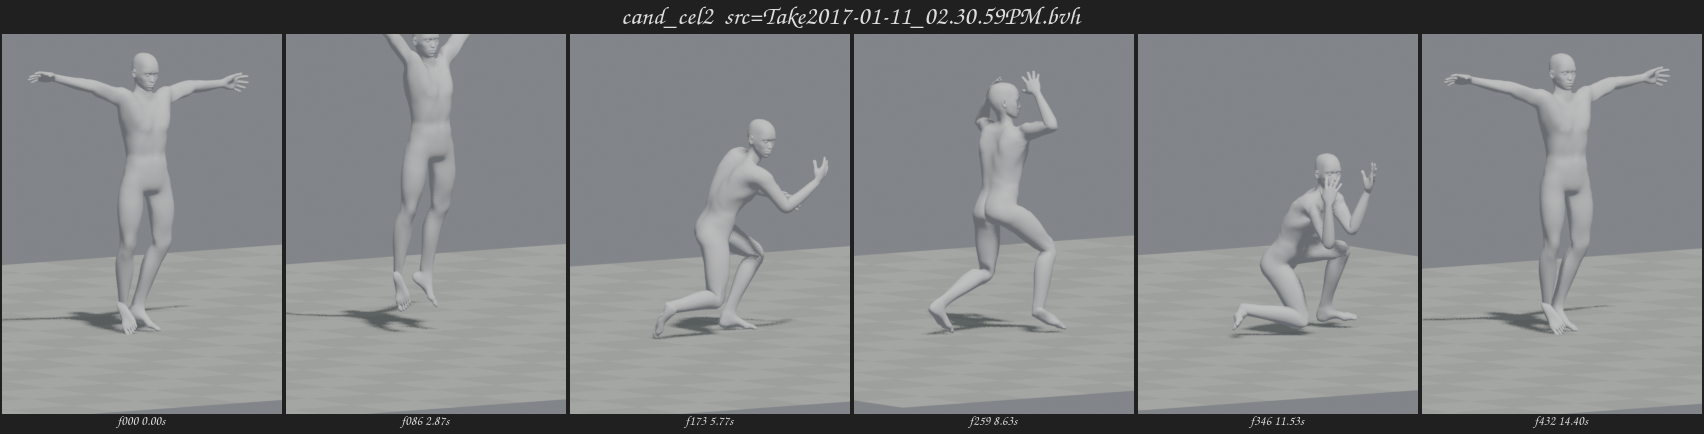 cand_cel2 src=Take2017-01-11_02.30.59PM.bvh
f000 0.00s
f086 2.87s
f173 5.77s
f259 8.63s
f346 11.53s
f432 14.40s